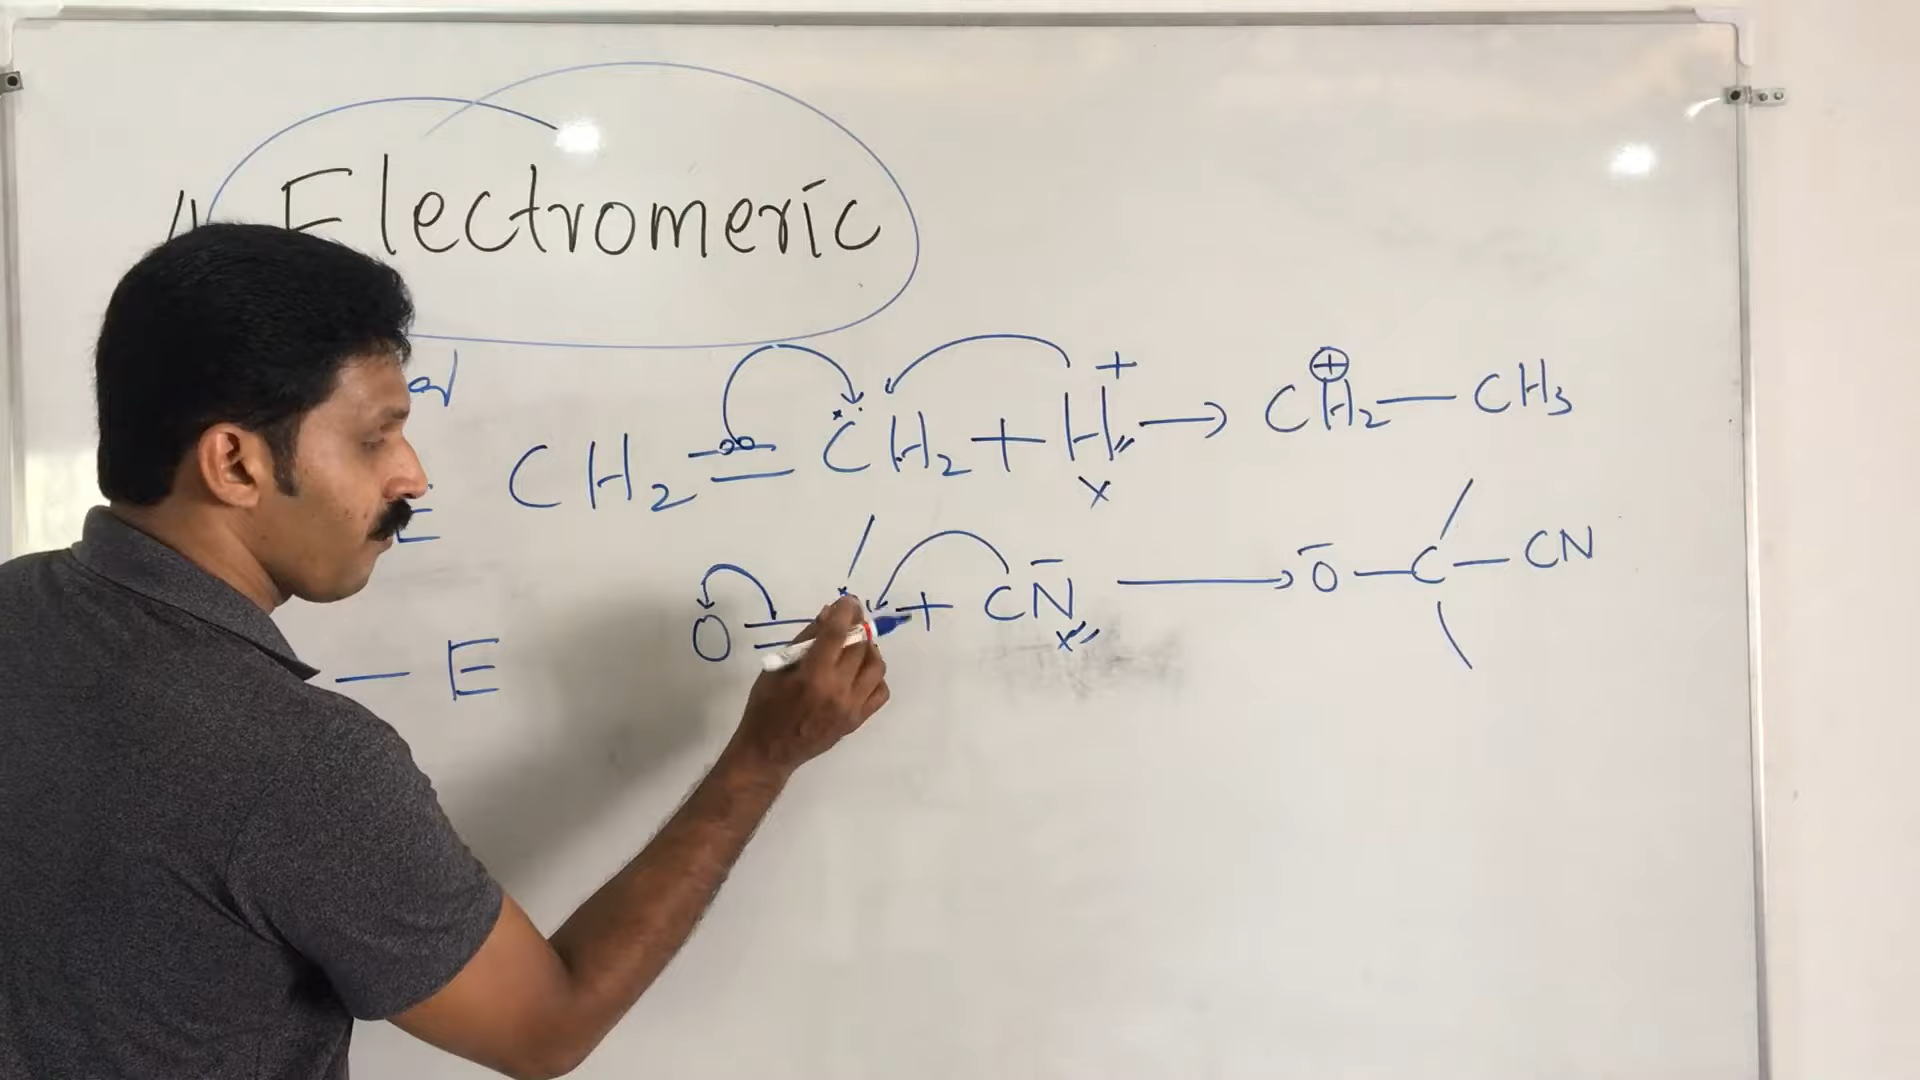 Electromeric
CH2 = CH2 + H+ → CH2⊕ — CH3
E
O = + CN̄ → Ō — C — CN
— E